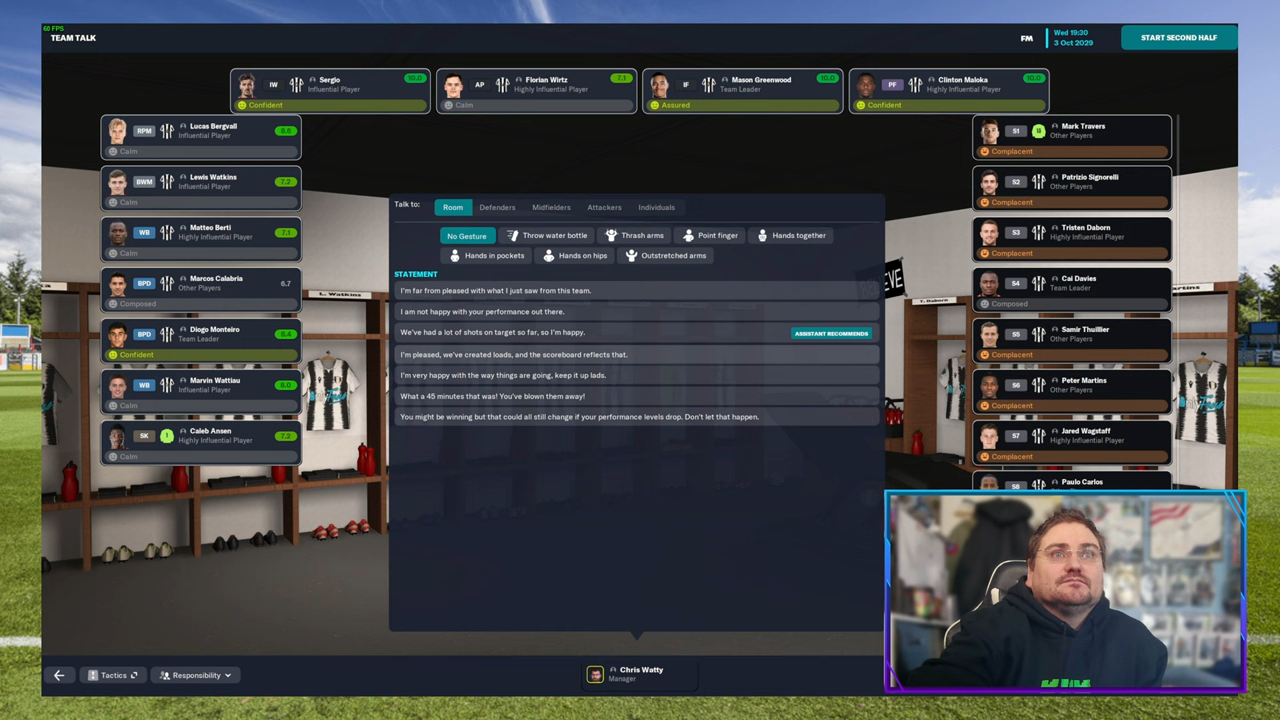 60 FPS
TEAM TALK
FM
Wed 19:30
3 Oct 2029
START SECOND HALF
IW
Sergio
Influential Player
10.0
Confident
AP
Florian Wirtz
Highly Influential Player
7.1
Calm
IF
Mason Greenwood
Team Leader
10.0
Assured
PF
Clinton Maloka
Highly Influential Player
10.0
Confident
RPM
Lucas Bergvall
Influential Player
8.6
Calm
BWM
Lewis Watkins
Influential Player
7.2
Calm
WB
Matteo Berti
Highly Influential Player
7.1
Calm
BPD
Marcos Calabria
Other Players
6.7
Composed
BPD
Diogo Monteiro
Team Leader
8.4
Confident
WB
Marvin Wattiau
Influential Player
8.0
Calm
SK
1
Caleb Ansen
Highly Influential Player
7.2
Calm
Talk to:
Room
Defenders
Midfielders
Attackers
Individuals
No Gesture
Throw water bottle
Thrash arms
Point finger
Hands together
Hands in pockets
Hands on hips
Outstretched arms
STATEMENT
I'm far from pleased with what I just saw from this team.
I am not happy with your performance out there.
We've had a lot of shots on target so far, so I'm happy.
ASSISTANT RECOMMENDS
I'm pleased, we've created loads, and the scoreboard reflects that.
I'm very happy with the way things are going, keep it up lads.
What a 45 minutes that was! You've blown them away!
You might be winning but that could all still change if your performance levels drop. Don't let that happen.
S1
Mark Travers
Other Players
Complacent
S2
Patrizio Signorelli
Other Players
Complacent
S3
Tristen Daborn
Highly Influential Player
Complacent
S4
Cai Davies
Team Leader
Composed
S5
Samir Thuillier
Other Players
Complacent
S6
Peter Martins
Other Players
Complacent
S7
Jared Wagstaff
Highly Influential Player
Complacent
S8
Paulo Carlos
L. Watkins
T. Daborn
Tactics
Responsibility
Chris Watty
Manager